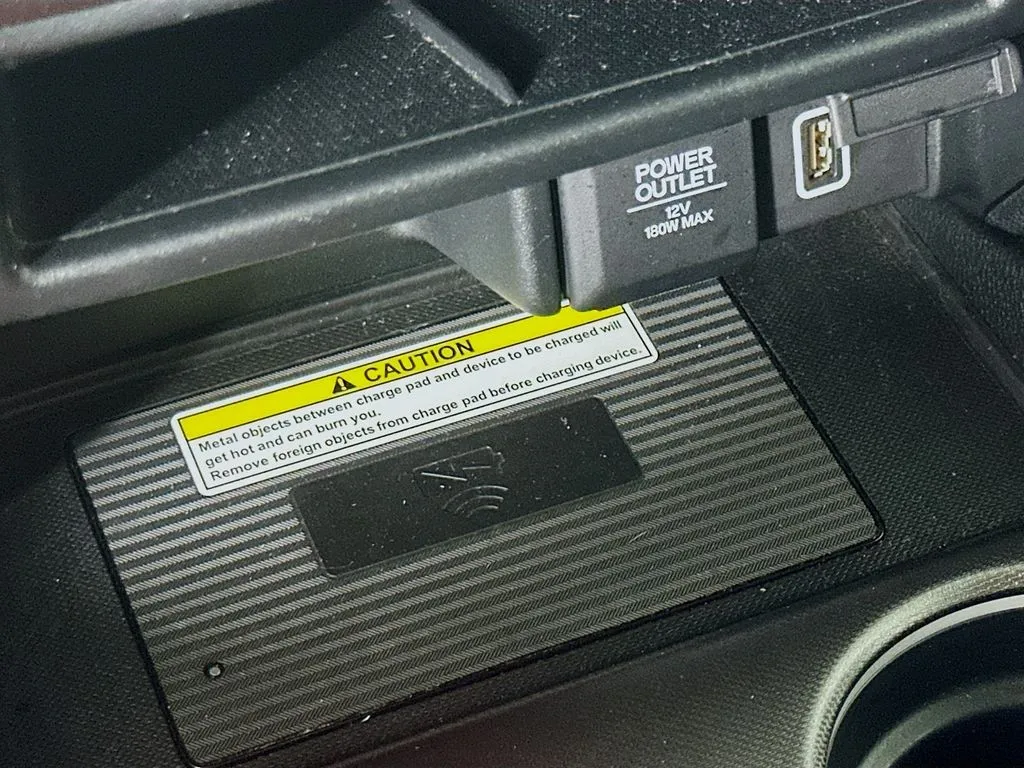 POWER
OUTLET
12V
180W MAX
CAUTION
Metal objects between charge pad and device to be charged will
get hot and can burn you.
Remove foreign objects from charge pad before charging device.